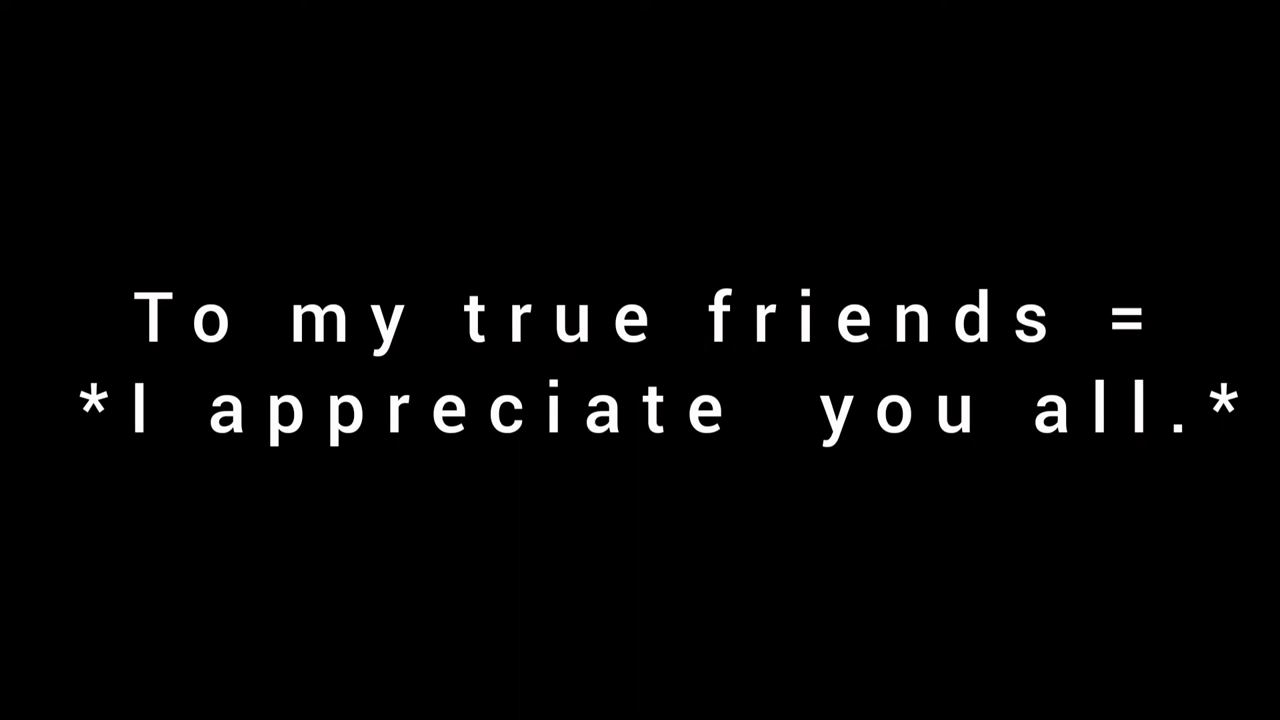 To my true friends =
*I appreciate  you all.*